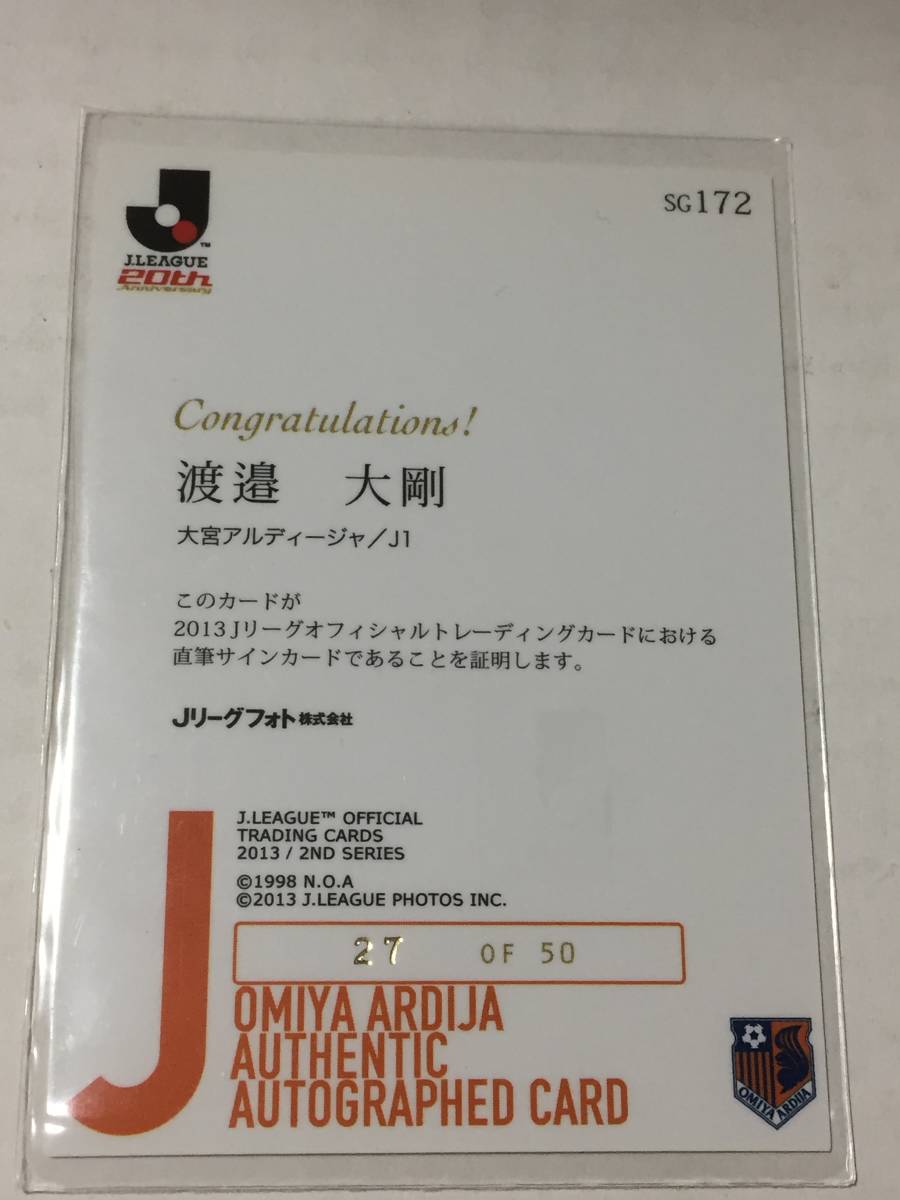 J.LEAGUE™
20th
Anniversary
SG172
Congratulations!
渡邉　大剛
大宮アルディージャ/J1
このカードが
2013 Jリーグオフィシャルトレーディングカードにおける
直筆サインカードであることを証明します。
Jリーグフォト株式会社
J
J.LEAGUE™ OFFICIAL
TRADING CARDS
2013 / 2ND SERIES
©1998 N.O.A
©2013 J.LEAGUE PHOTOS INC.
27 OF 50
OMIYA ARDIJA
AUTHENTIC
AUTOGRAPHED CARD
OMIYA ARDIJA